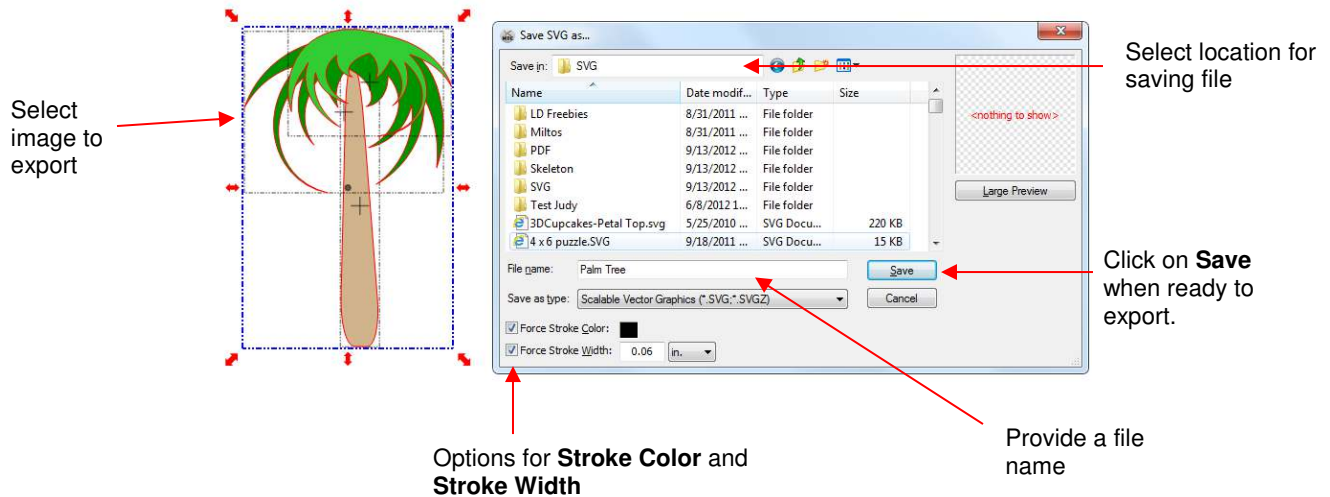 Select
image to
export
Save SVG as...
Save in: SVG
Name Date modif... Type Size
LD Freebies 8/31/2011 ... File folder
Miltos 8/31/2011 ... File folder
PDF 9/13/2012 ... File folder
Skeleton 9/13/2012 ... File folder
SVG 9/13/2012 ... File folder
Test Judy 6/8/2012 1... File folder
3DCupcakes-Petal Top.svg 5/25/2010 ... SVG Docu... 220 KB
4 x 6 puzzle.SVG 9/18/2011 ... SVG Docu... 15 KB
<nothing to show>
Large Preview
File name: Palm Tree
Save
Save as type: Scalable Vector Graphics (*.SVG;*.SVGZ)
Cancel
Force Stroke Color:
Force Stroke Width: 0.06 in.
Select location for
saving file
Click on Save
when ready to
export.
Provide a file
name
Options for Stroke Color and
Stroke Width